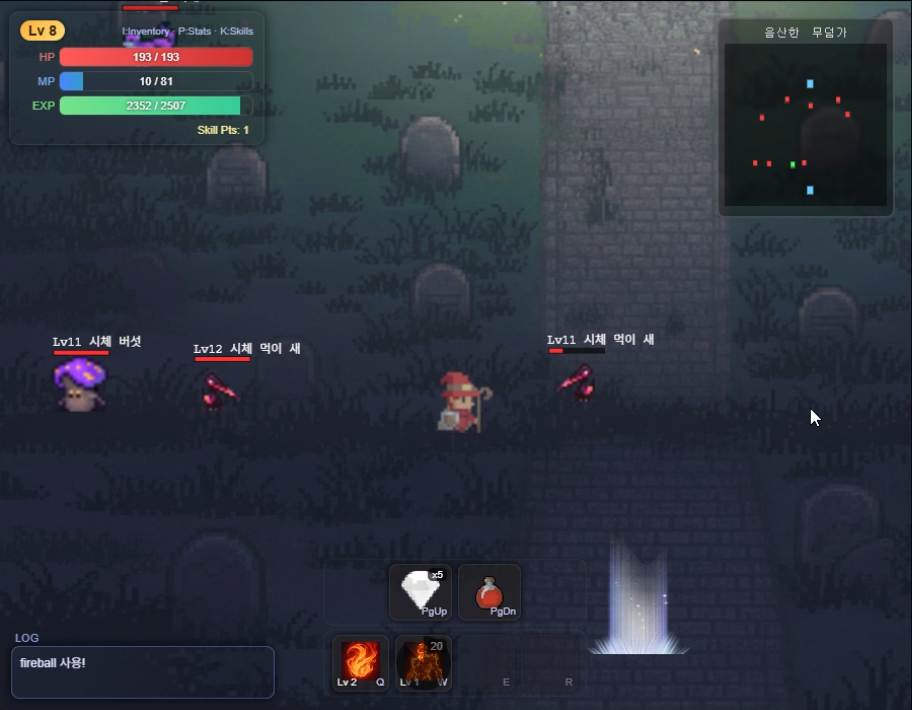 Lv 8
I:Inventory · P:Stats · K:Skills
HP 193 / 193
MP 10 / 81
EXP 2352 / 2507
Skill Pts: 1
음산한 무덤가
Lv11 시체 버섯
Lv12 시체 먹이 새
Lv11 시체 먹이 새
x5
PgUp
PgDn
LOG
fireball 사용!
20
Lv 2 Q
Lv 1 W
E
R